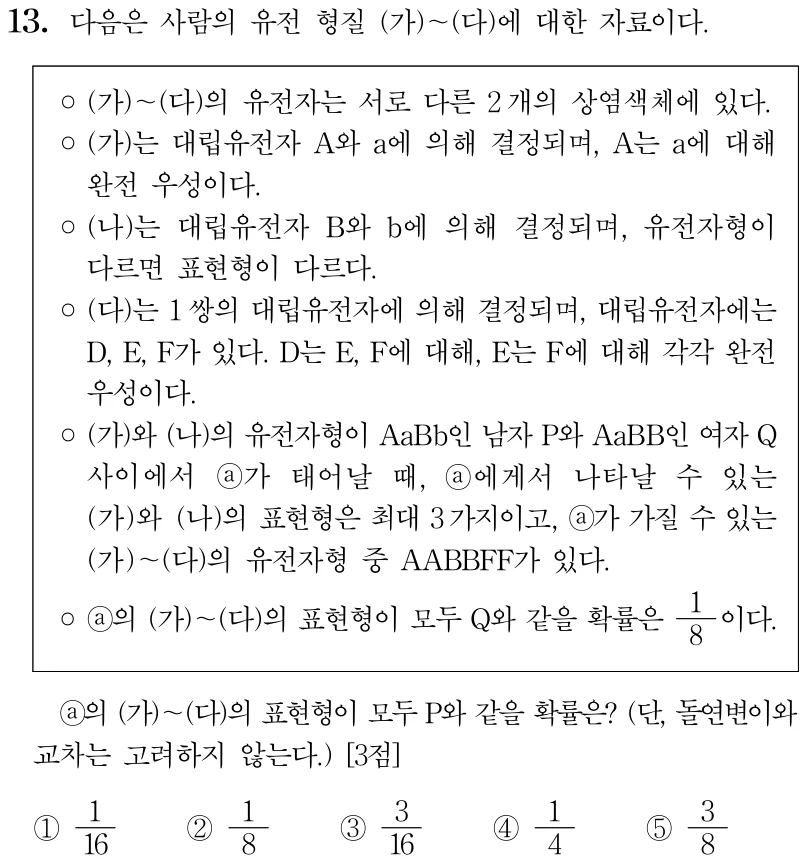 13. 다음은 사람의 유전 형질 (가)~(다)에 대한 자료이다.
○ (가)~(다)의 유전자는 서로 다른 2개의 상염색체에 있다.
○ (가)는 대립유전자 A와 a에 의해 결정되며, A는 a에 대해
완전 우성이다.
○ (나)는 대립유전자 B와 b에 의해 결정되며, 유전자형이
다르면 표현형이 다르다.
○ (다)는 1쌍의 대립유전자에 의해 결정되며, 대립유전자에는
D, E, F가 있다. D는 E, F에 대해, E는 F에 대해 각각 완전
우성이다.
○ (가)와 (나)의 유전자형이 AaBb인 남자 P와 AaBB인 여자 Q
사이에서 ⓐ가 태어날 때, ⓐ에게서 나타날 수 있는
(가)와 (나)의 표현형은 최대 3가지이고, ⓐ가 가질 수 있는
(가)~(다)의 유전자형 중 AABBFF가 있다.
○ ⓐ의 (가)~(다)의 표현형이 모두 Q와 같을 확률은 1/8이다.
ⓐ의 (가)~(다)의 표현형이 모두 P와 같을 확률은? (단, 돌연변이와
교차는 고려하지 않는다.) [3점]
① 1/16 ② 1/8 ③ 3/16 ④ 1/4 ⑤ 3/8